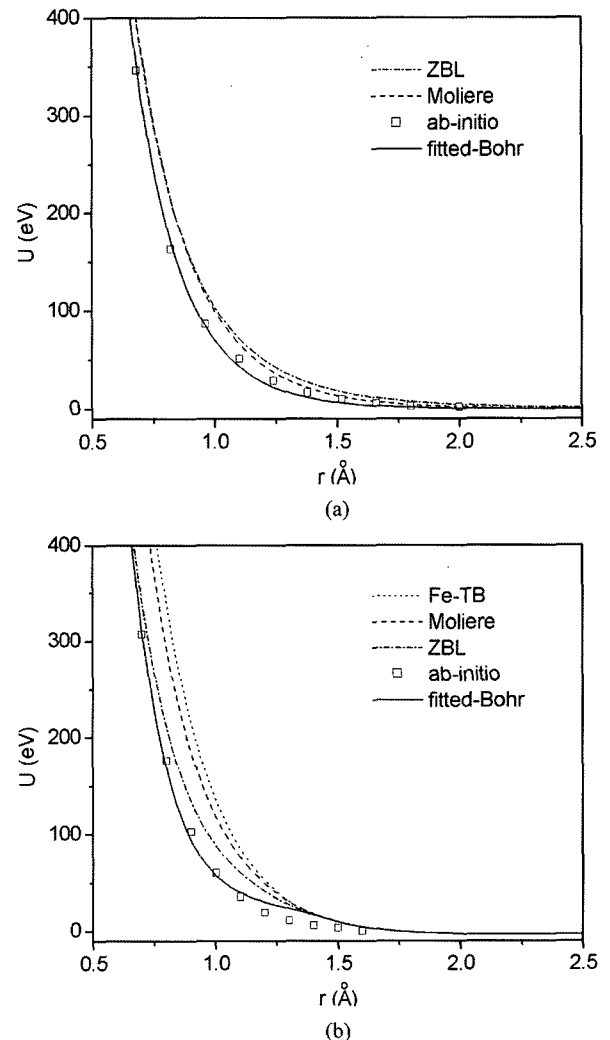 400
300
200
100
0
U (eV)
ZBL
Moliere
ab-initio
fitted-Bohr
0.5 1.0 1.5 2.0 2.5
r (Å)
(a)
400
300
200
100
0
U (eV)
Fe-TB
Moliere
ZBL
ab-initio
fitted-Bohr
0.5 1.0 1.5 2.0 2.5
r (Å)
(b)